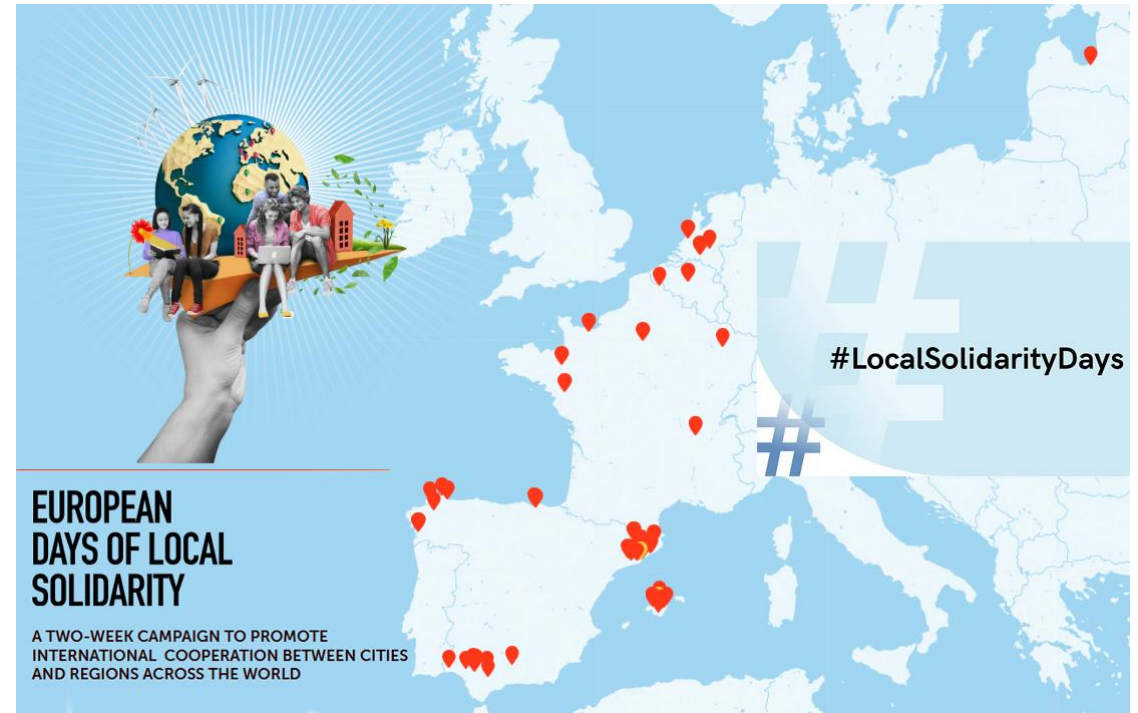 EUROPEAN
DAYS OF LOCAL
SOLIDARITY
A TWO-WEEK CAMPAIGN TO PROMOTE
INTERNATIONAL COOPERATION BETWEEN CITIES
AND REGIONS ACROSS THE WORLD
#LocalSolidarityDays